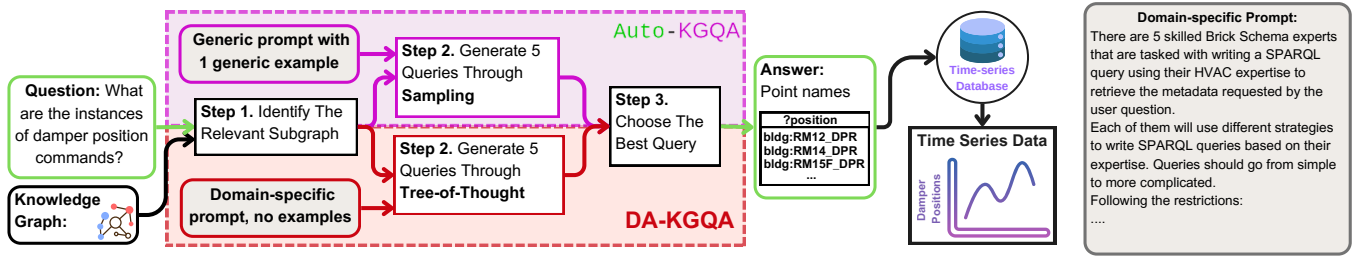 Question: What
are the instances
of damper position
commands?
Knowledge
Graph:
Auto-KGQA
Generic prompt with
1 generic example
Step 1. Identify The
Relevant Subgraph
Domain-specific
prompt, no examples
Step 2. Generate 5
Queries Through
Sampling
Step 2. Generate 5
Queries Through
Tree-of-Thought
DA-KGQA
Step 3.
Choose The
Best Query
Answer:
Point names
?position
bldg:RM12_DPR
bldg:RM14_DPR
bldg:RM15F_DPR
...
Time-series
Database
Time Series Data
Damper
Positions
Domain-specific Prompt:
There are 5 skilled Brick Schema experts
that are tasked with writing a SPARQL
query using their HVAC expertise to
retrieve the metadata requested by the
user question.
Each of them will use different strategies
to write SPARQL queries based on their
expertise. Queries should go from simple
to more complicated.
Following the restrictions:
....